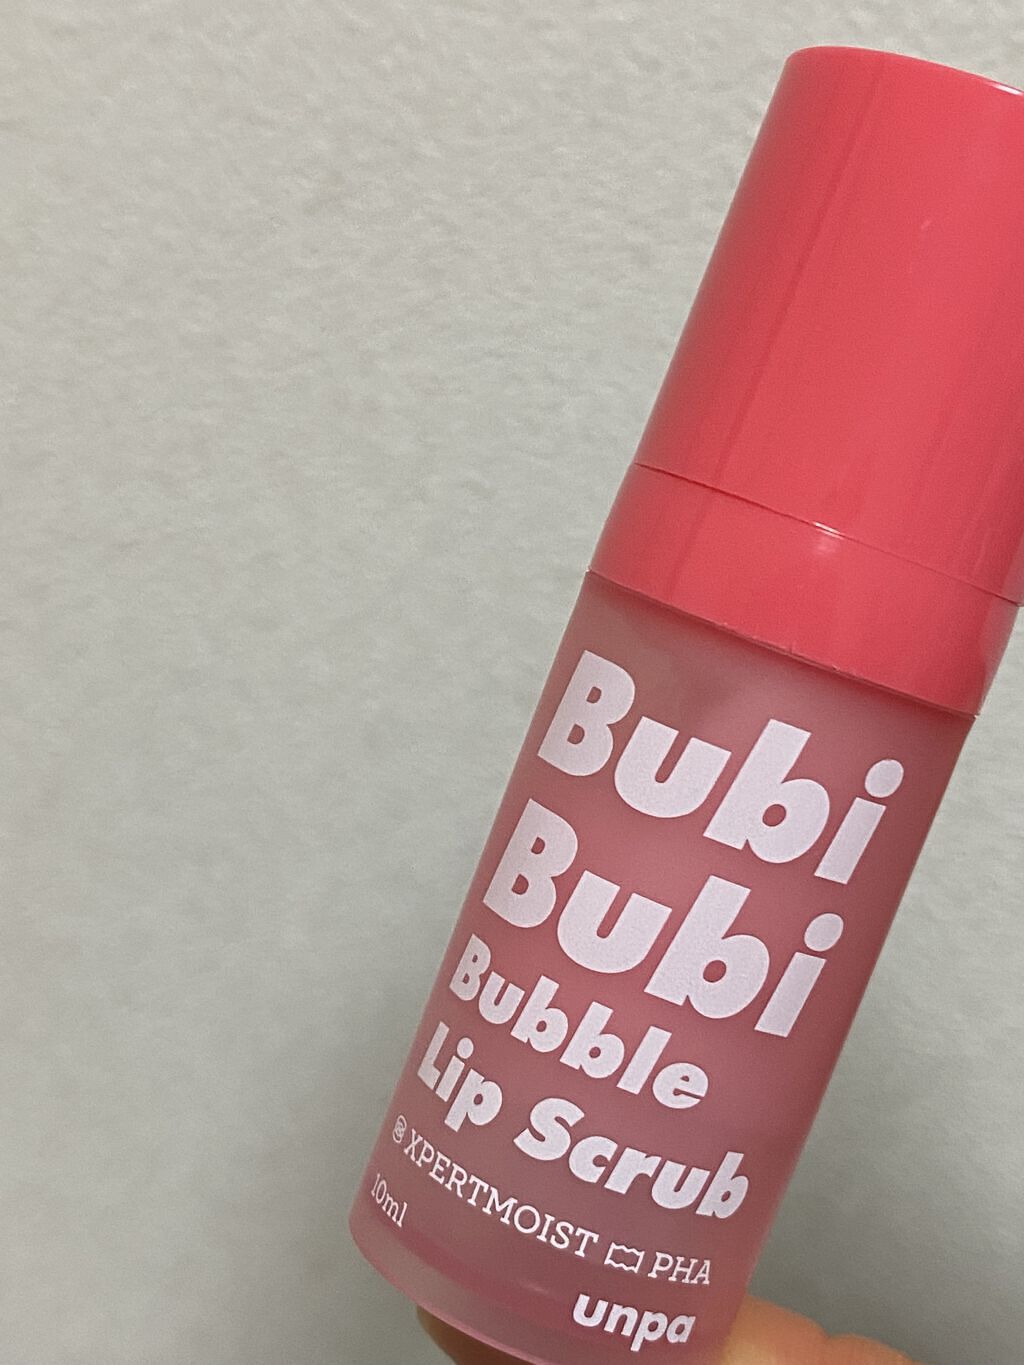 Bubi
Bubi
Bubble
Lip Scrub
XPERTMOIST PHA
10ml
unpa